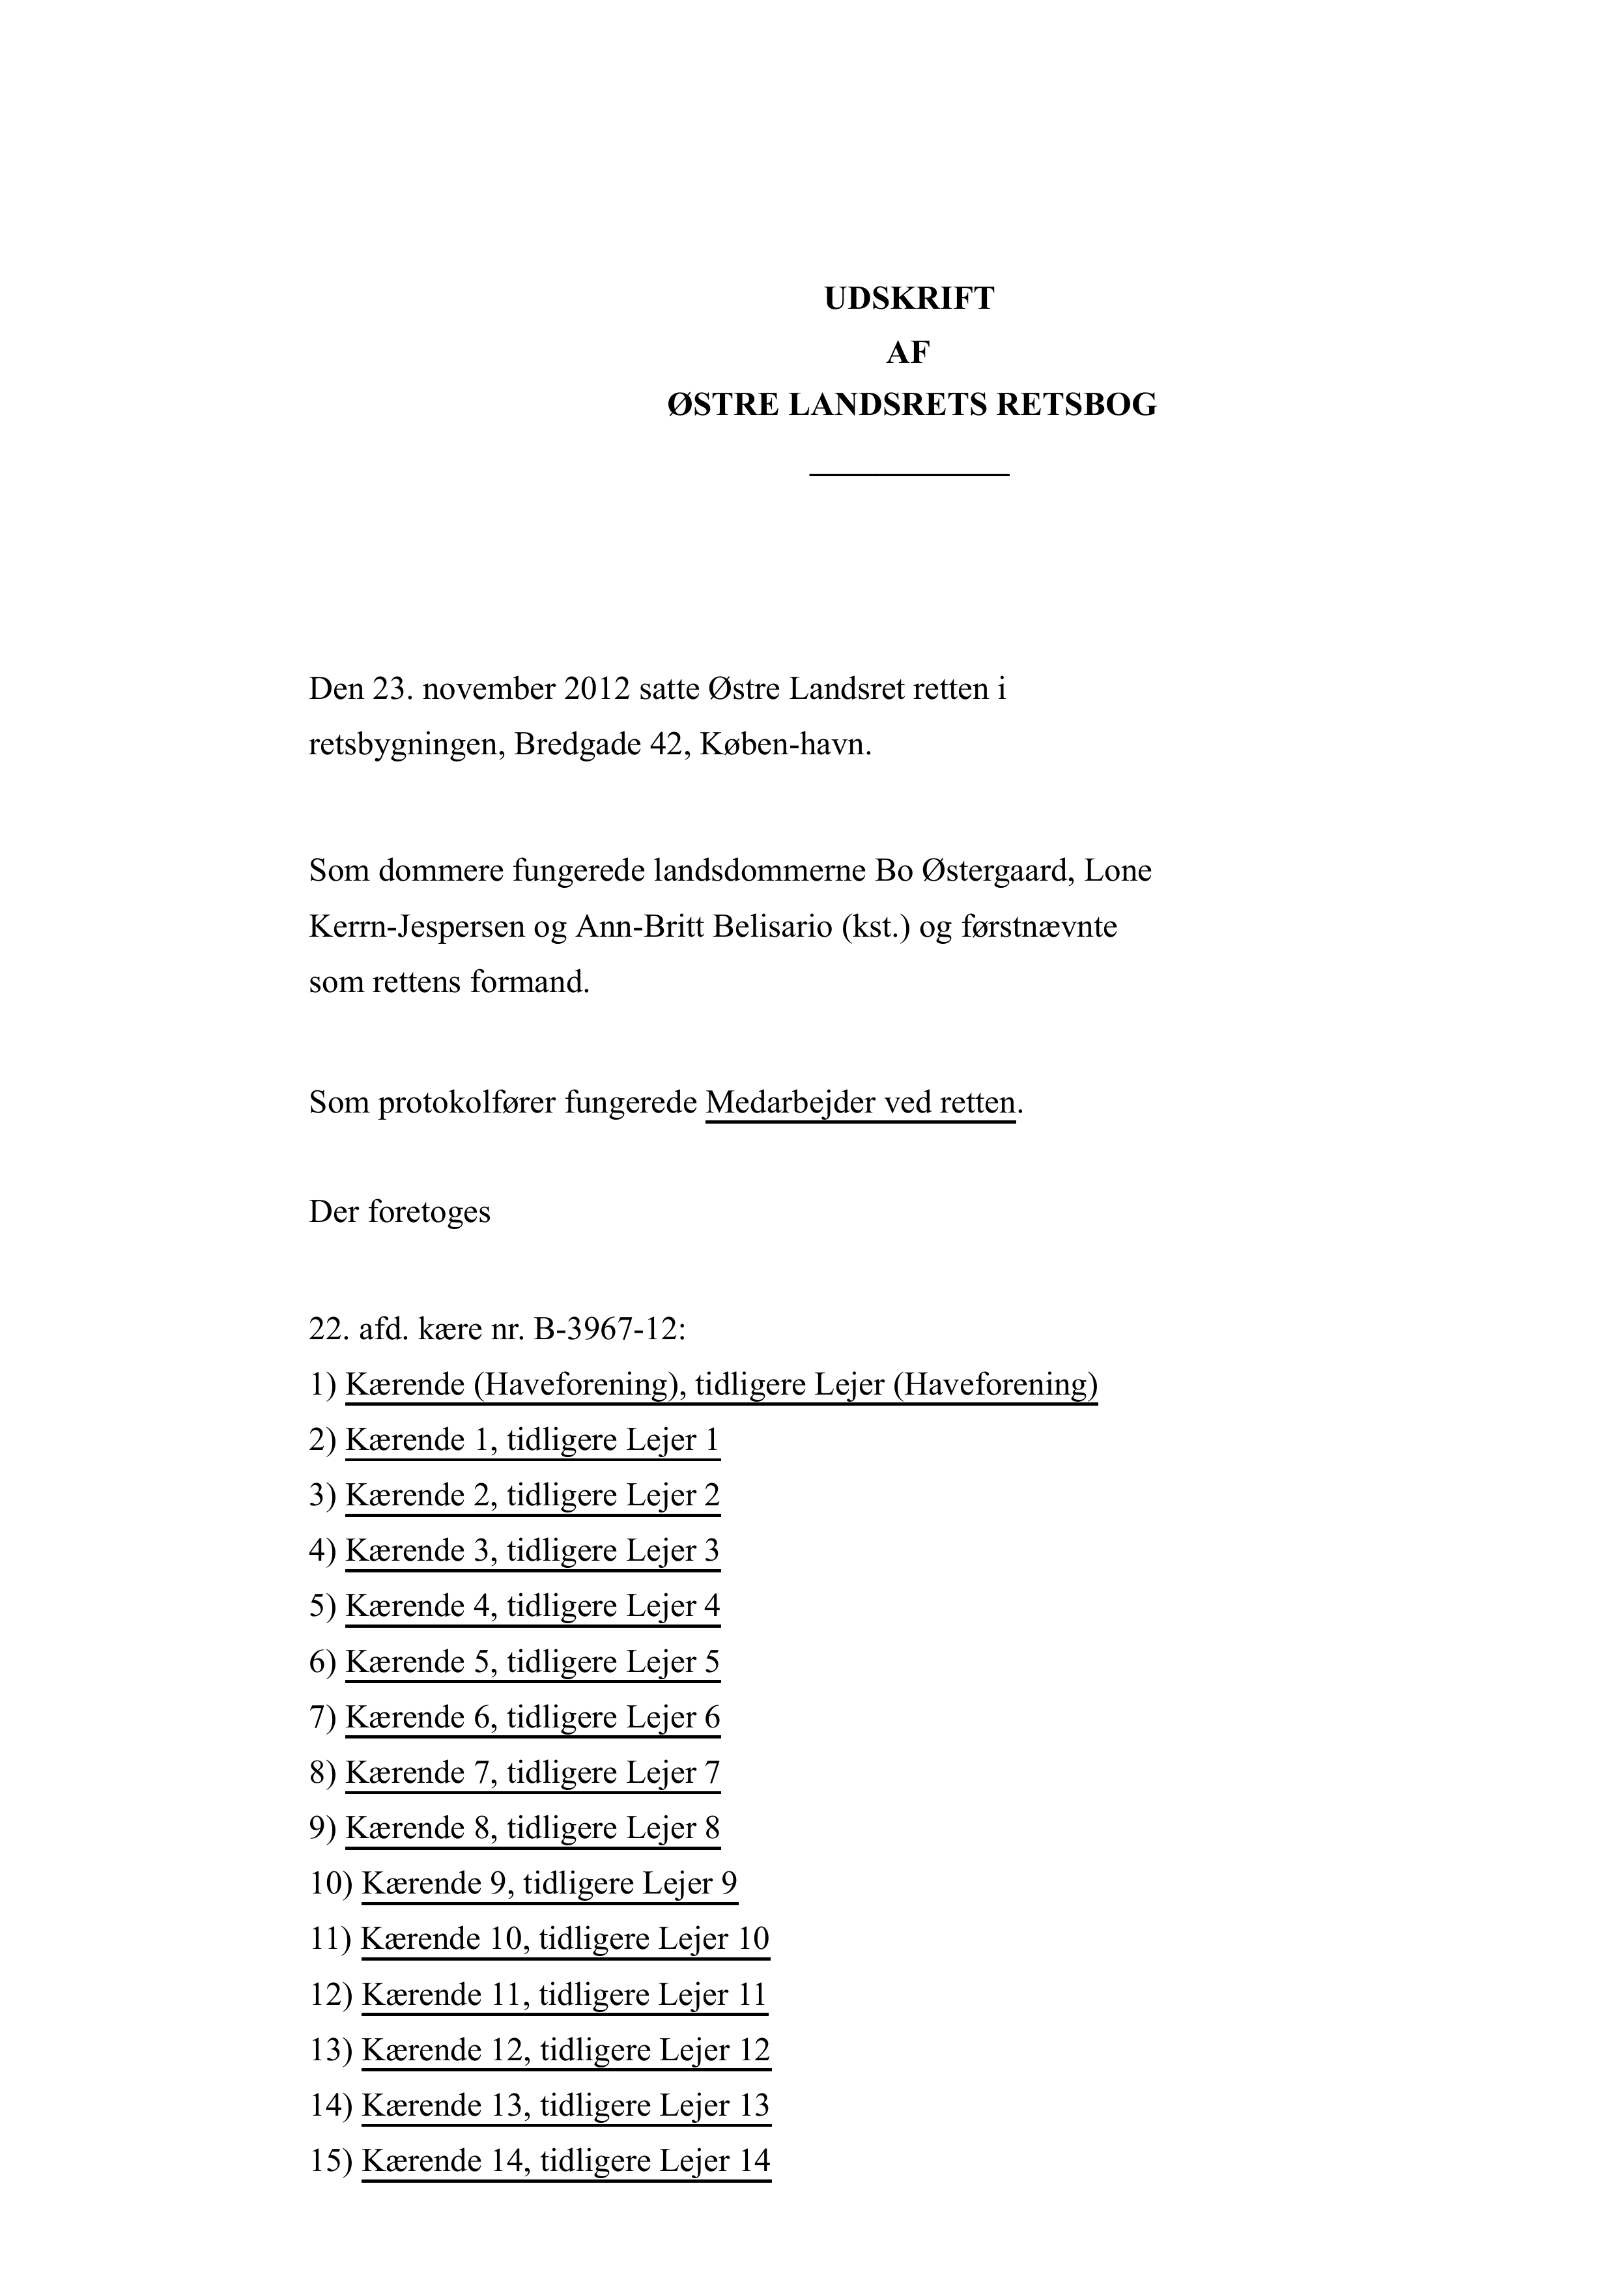 UDSKRIFT
AF
ØSTRE LANDSRETS RETSBOG
Den 23. november 2012 satte Østre Landsret retten i
retsbygningen, Bredgade 42, Køben-havn.
Som dommere fungerede landsdommerne Bo Østergaard, Lone
Kerrn-Jespersen og Ann-Britt Belisario (kst.) og førstnævnte
som rettens formand.
Som protokolfører fungerede Medarbejder ved retten.
Der foretoges
22. afd. kære nr. B-3967-12:
1) Kærende (Haveforening), tidligere Lejer (Haveforening)
2) Kærende 1, tidligere Lejer 1
3) Kærende 2, tidligere Lejer 2
4) Kærende 3, tidligere Lejer 3
5) Kærende 4, tidligere Lejer 4
6) Kærende 5, tidligere Lejer 5
7) Kærende 6, tidligere Lejer 6
8) Kærende 7, tidligere Lejer 7
9) Kærende 8, tidligere Lejer 8
10) Kærende 9, tidligere Lejer 9
11) Kærende 10, tidligere Lejer 10
12) Kærende 11, tidligere Lejer 11
13) Kærende 12, tidligere Lejer 12
14) Kærende 13, tidligere Lejer 13
15) Kærende 14, tidligere Lejer 14